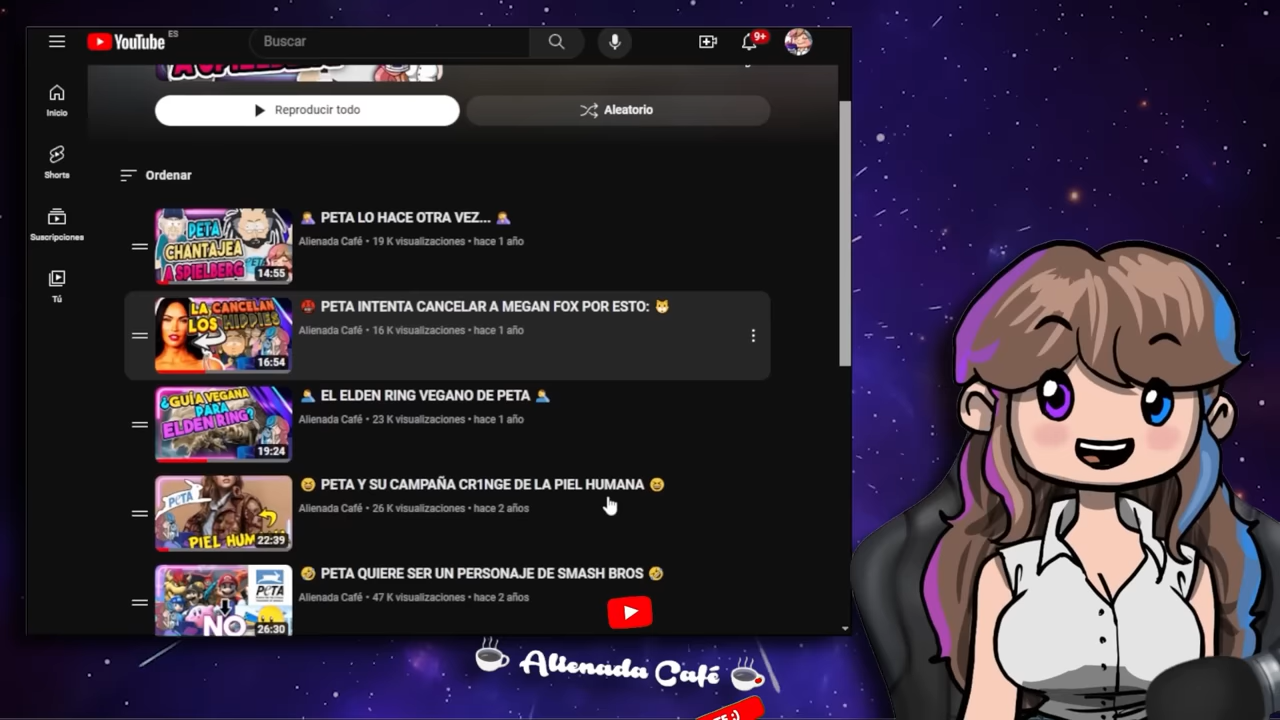 YouTube ES
Buscar
9+
Inicio
Shorts
Suscripciones
Tú
Reproducir todo
Aleatorio
Ordenar
PETA CHANTAJEA A SPIELBERG
14:55
🤦‍♀️ PETA LO HACE OTRA VEZ... 🤦‍♀️
Alienada Café • 19 K visualizaciones • hace 1 año
LA CANCELAN LOS HIPPIES
16:54
PETA INTENTA CANCELAR A MEGAN FOX POR ESTO:
Alienada Café • 16 K visualizaciones • hace 1 año
¿GUÍA VEGANA PARA ELDEN RING?
19:24
🤦‍♂️ EL ELDEN RING VEGANO DE PETA 🤦‍♂️
Alienada Café • 23 K visualizaciones • hace 1 año
PETA
PIEL HUM
22:39
😆 PETA Y SU CAMPAÑA CR1NGE DE LA PIEL HUMANA 😆
Alienada Café • 26 K visualizaciones • hace 2 años
PETA
NO
26:30
🤣 PETA QUIERE SER UN PERSONAJE DE SMASH BROS 🤣
Alienada Café • 47 K visualizaciones • hace 2 años
Alienada Café